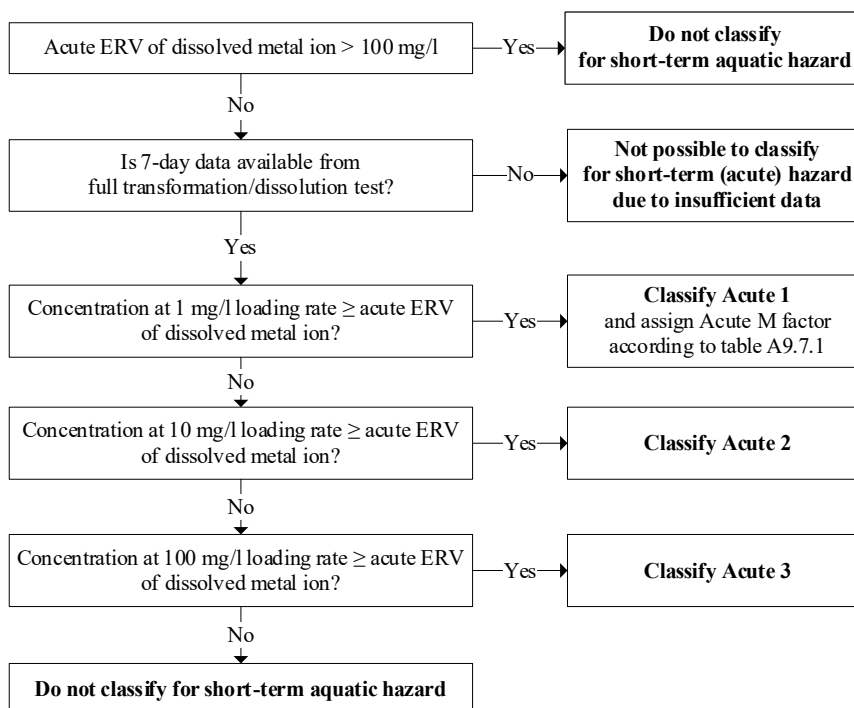 Acute ERV of dissolved metal ion > 100 mg/l
Yes
Do not classify
for short-term aquatic hazard
No
Is 7-day data available from
full transformation/dissolution test?
No
Not possible to classify
for short-term (acute) hazard
due to insufficient data
Yes
Concentration at 1 mg/l loading rate ≥ acute ERV
of dissolved metal ion?
Yes
Classify Acute 1
and assign Acute M factor
according to table A9.7.1
No
Concentration at 10 mg/l loading rate ≥ acute ERV
of dissolved metal ion?
Yes
Classify Acute 2
No
Concentration at 100 mg/l loading rate ≥ acute ERV
of dissolved metal ion?
Yes
Classify Acute 3
No
Do not classify for short-term aquatic hazard